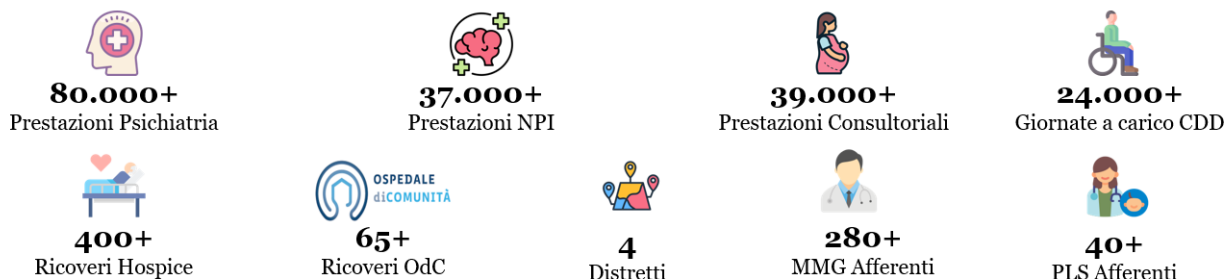 80.000+
Prestazioni Psichiatria
37.000+
Prestazioni NPI
39.000+
Prestazioni Consultoriali
24.000+
Giornate a carico CDD
400+
Ricoveri Hospice
OSPEDALE
diCOMUNITÀ
65+
Ricoveri OdC
4
Distretti
280+
MMG Afferenti
40+
PLS Afferenti